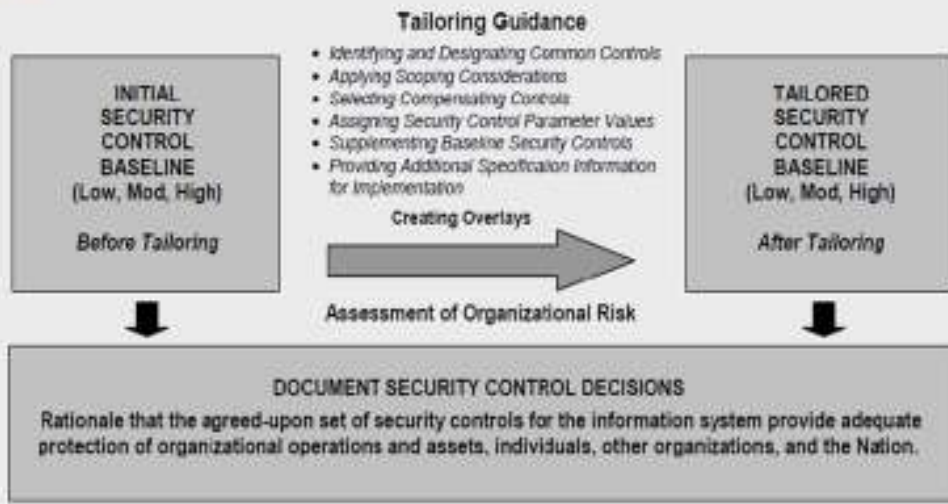 Tailoring Guidance
• Identifying and Designating Common Controls
• Applying Scoping Considerations
• Selecting Compensating Controls
• Assigning Security Control Parameter Values
• Supplementing Baseline Security Controls
• Providing Additional Specification Information
for Implementation
INITIAL
SECURITY
CONTROL
BASELINE
(Low, Mod, High)
Before Tailoring
Creating Overlays
Assessment of Organizational Risk
TAILORED
SECURITY
CONTROL
BASELINE
(Low, Mod, High)
After Tailoring
DOCUMENT SECURITY CONTROL DECISIONS
Rationale that the agreed-upon set of security controls for the information system provide adequate
protection of organizational operations and assets, individuals, other organizations, and the Nation.